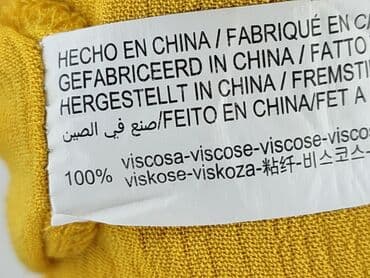 HECHO EN CHINA / FABRIQUÉ EN
GEFABRICEERD IN CHINA / FATTO
HERGESTELLT IN CHINA / FREMSTI
صنع في الصين/FEITO EN CHINA/FET A
100% viscosa-viscose-viscose-visco
viskose-viskoza-粘纤-비스코스-